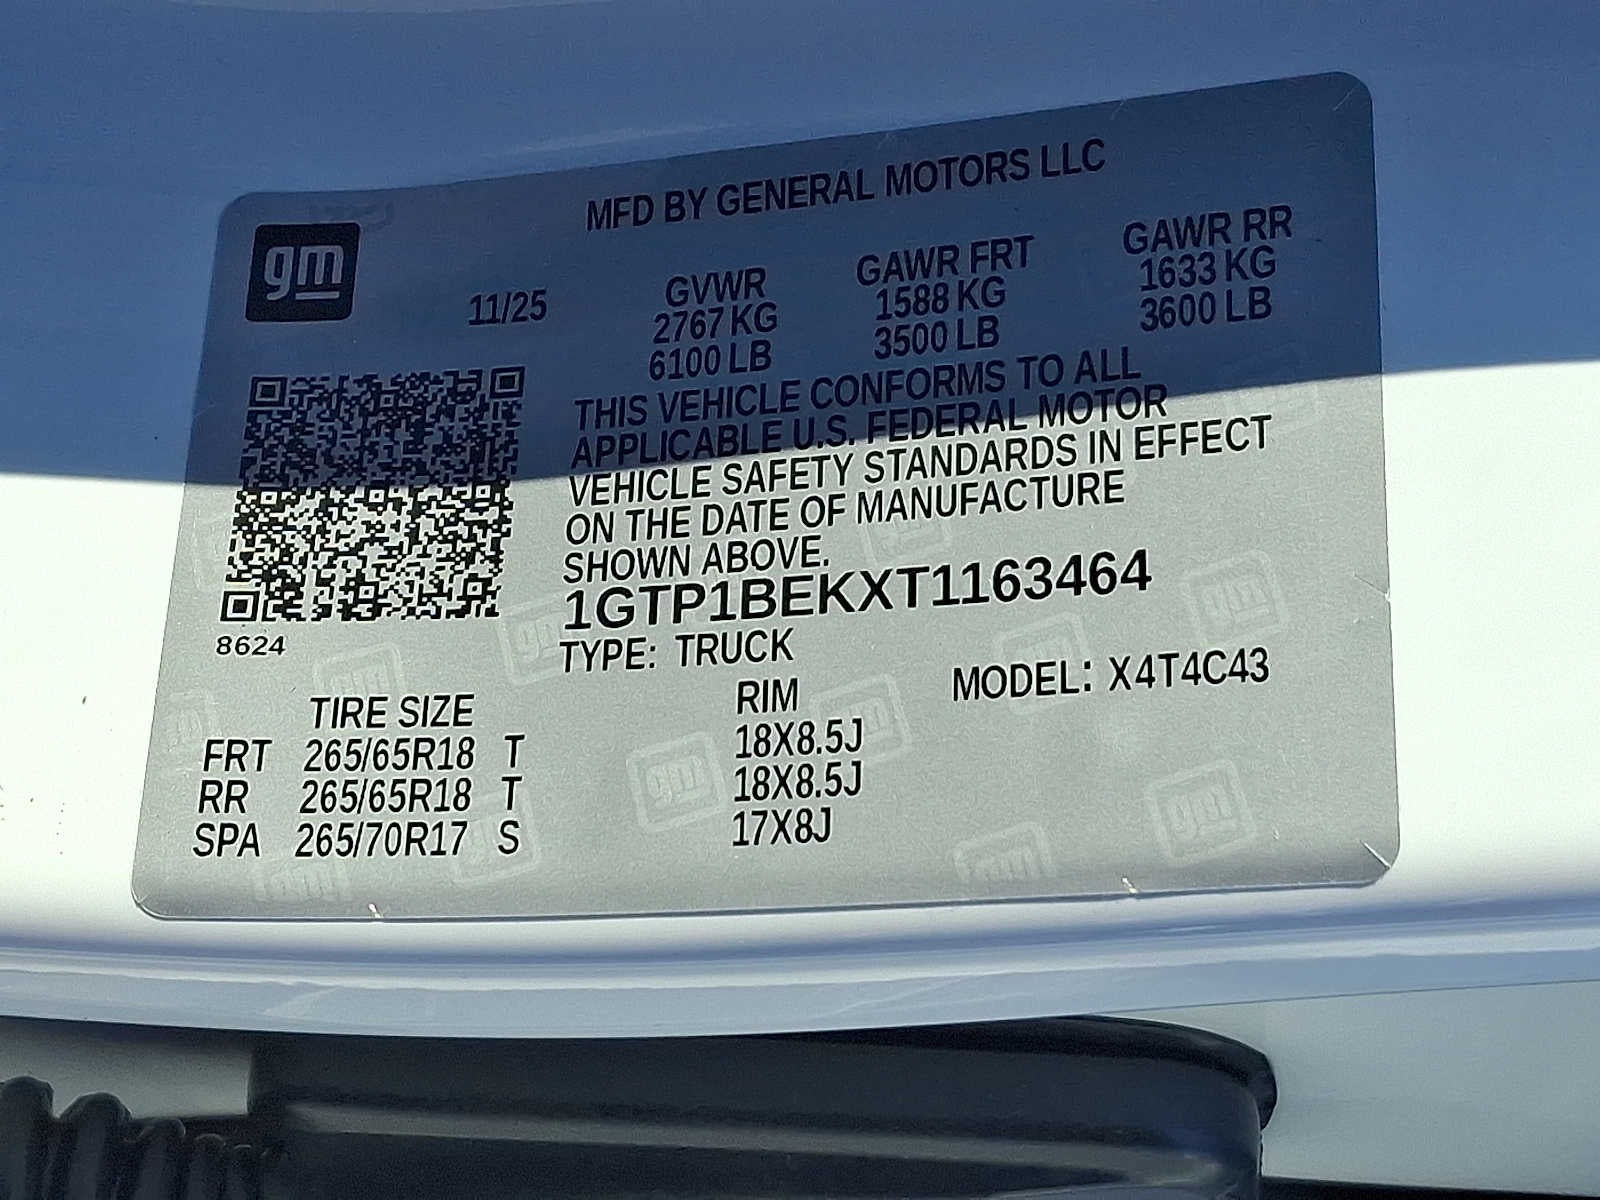 MFD BY GENERAL MOTORS LLC
gm
11/25
GVWR
2767 KG
6100 LB
GAWR FRT
1588 KG
3500 LB
GAWR RR
1633 KG
3600 LB
THIS VEHICLE CONFORMS TO ALL
APPLICABLE U.S. FEDERAL MOTOR
VEHICLE SAFETY STANDARDS IN EFFECT
ON THE DATE OF MANUFACTURE
SHOWN ABOVE.
1GTP1BEKXT1163464
8624
TYPE: TRUCK
MODEL: X4T4C43
TIRE SIZE RIM
FRT 265/65R18 T 18X8.5J
RR 265/65R18 T 18X8.5J
SPA 265/70R17 S 17X8J